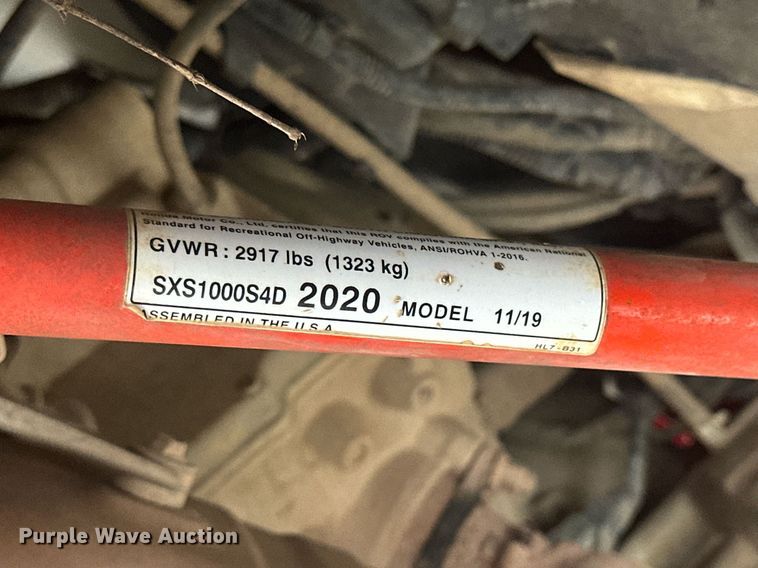 Honda Motor Co., Ltd. certifies that this ROV complies with the American National
Standard for Recreational Off-Highway Vehicles, ANSI/ROHVA 1-2016.
GVWR: 2917 lbs (1323 kg)
SXS1000S4D 2020 MODEL 11/19
ASSEMBLED IN THE U.S.A.
HL7-B31
Purple Wave Auction